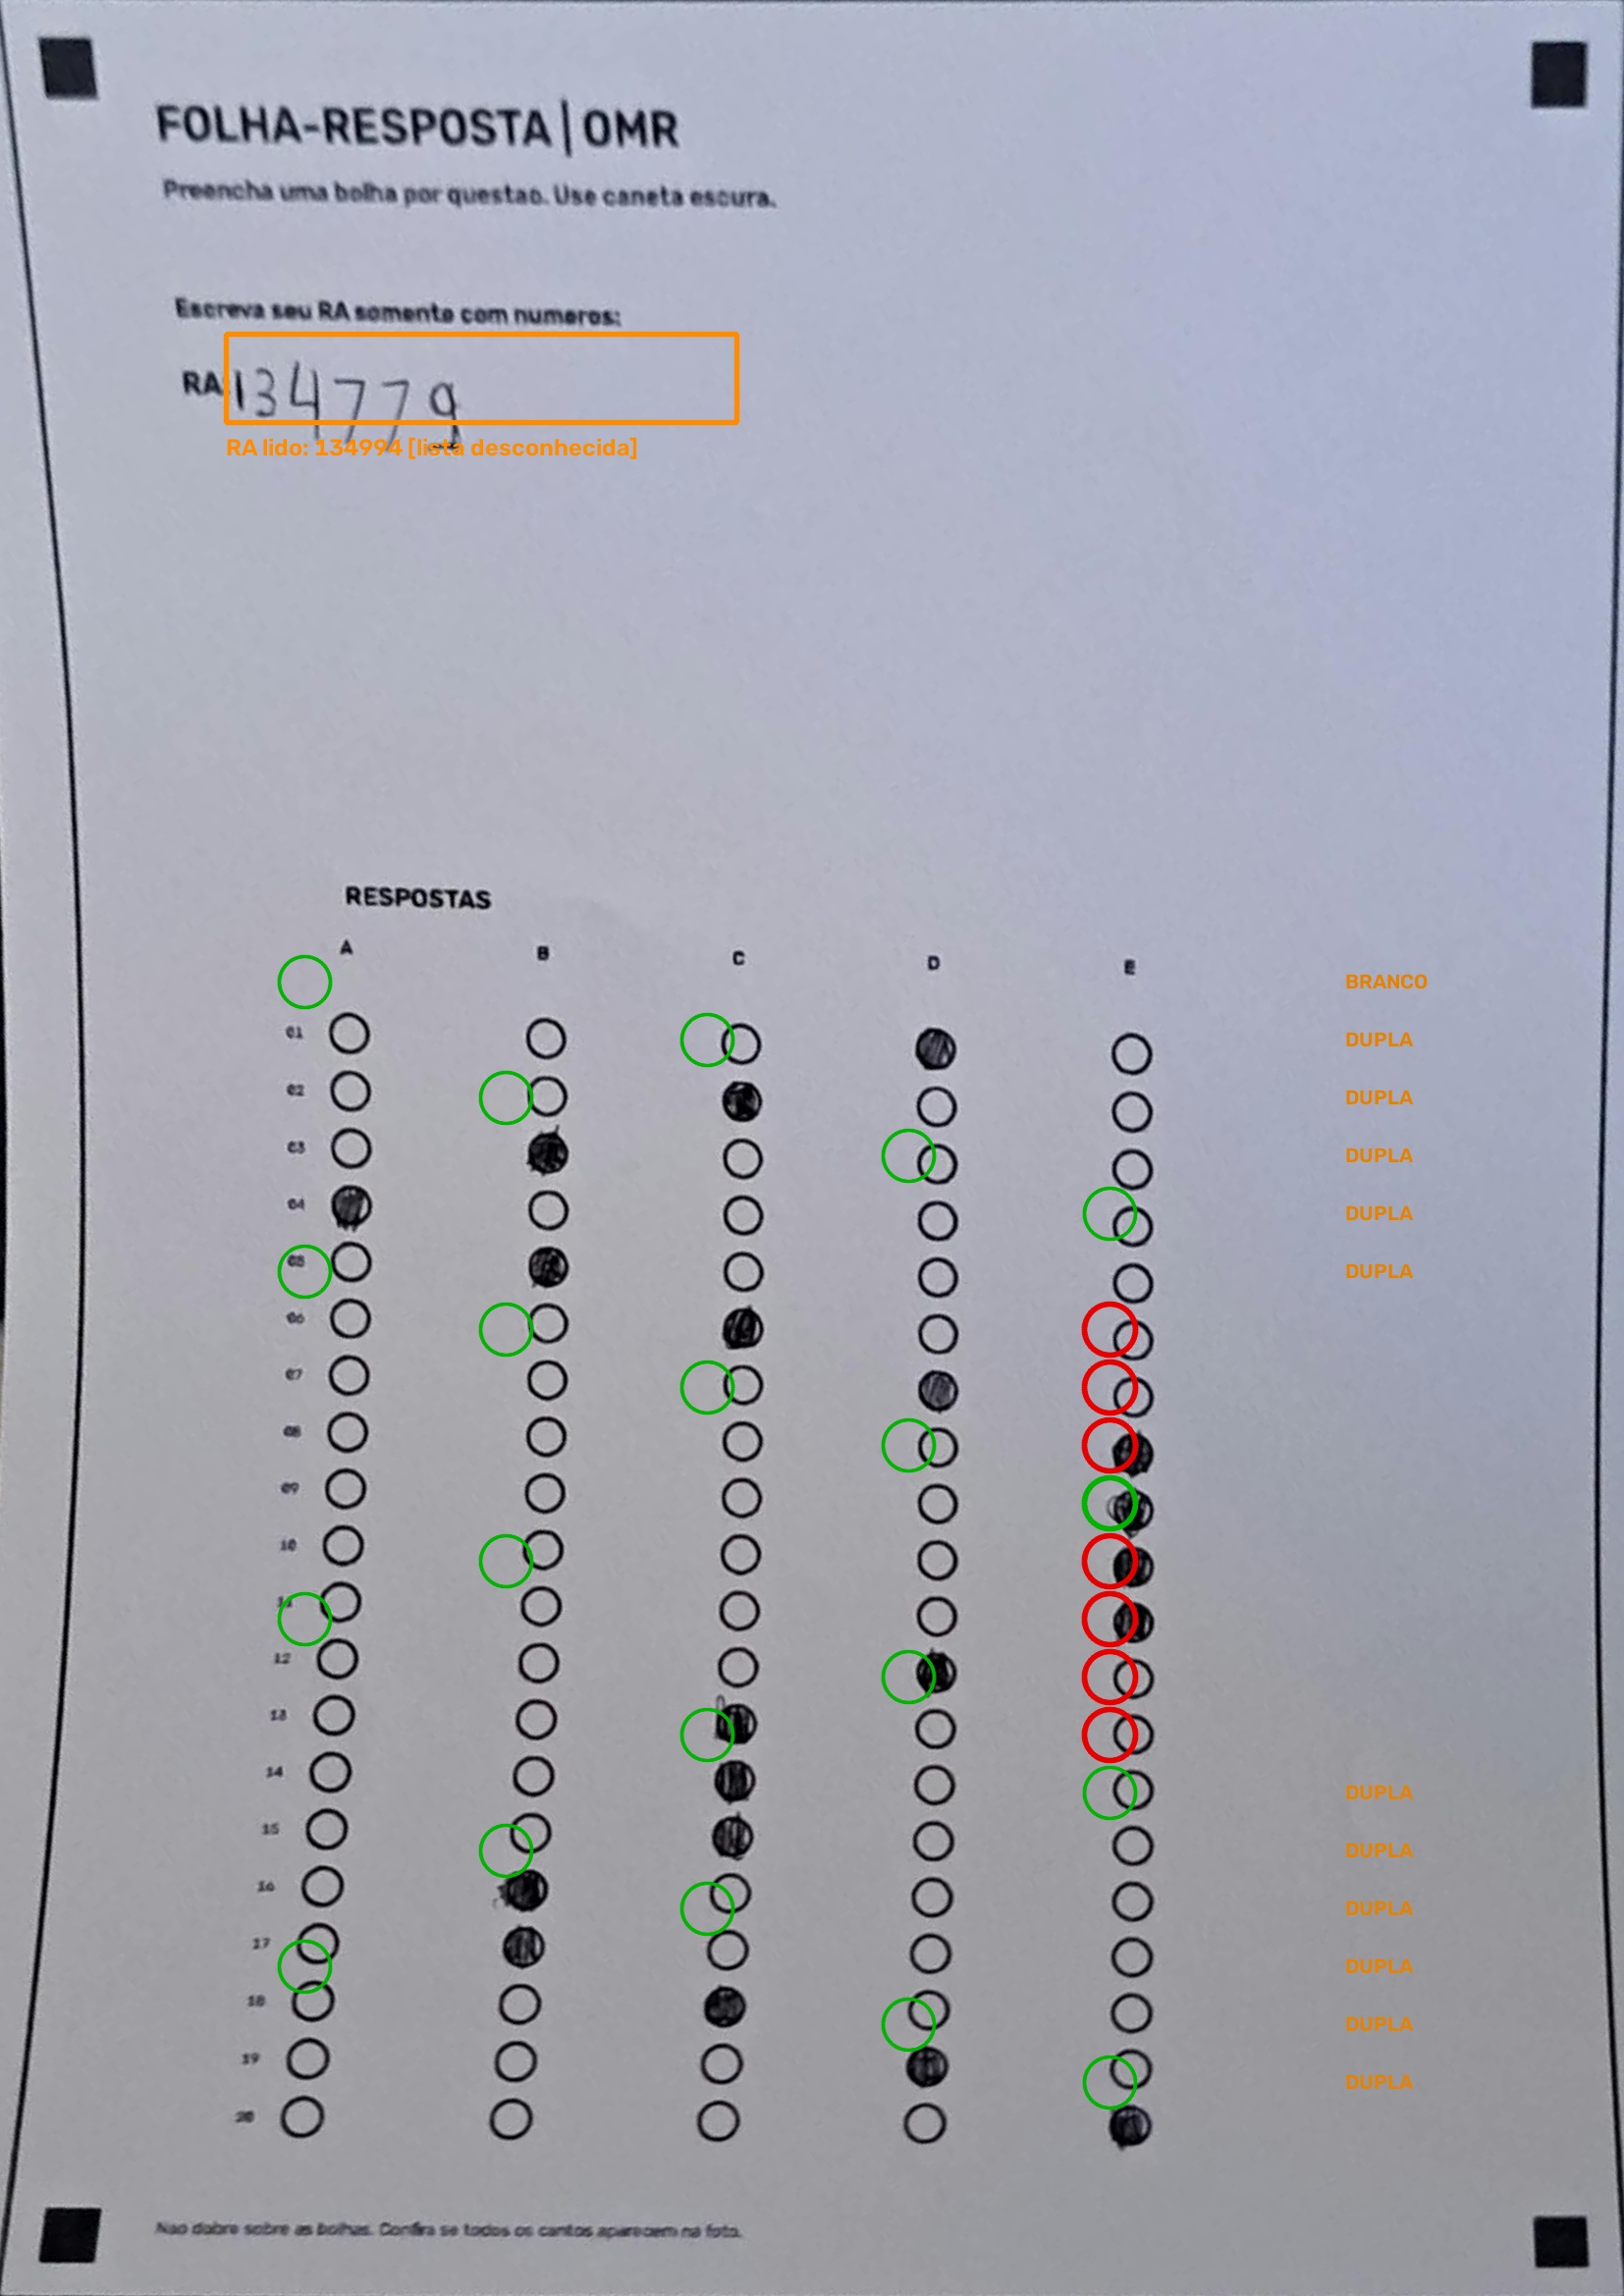 FOLHA-RESPOSTA | OMR
Preencha uma bolha por questao. Use caneta escura.
Escreva seu RA somente com numeros:
RA: 134779
RA lido: 134994 [lista desconhecida]
RESPOSTAS
A B C D E
BRANCO
01 DUPLA
02 DUPLA
03 DUPLA
04 DUPLA
05 DUPLA
06
07
08
09
10
11
12
13
14 DUPLA
15 DUPLA
16 DUPLA
17 DUPLA
18 DUPLA
19 DUPLA
20
Nao dobre sobre as bolhas. Confira se todos os cantos aparecem na foto.